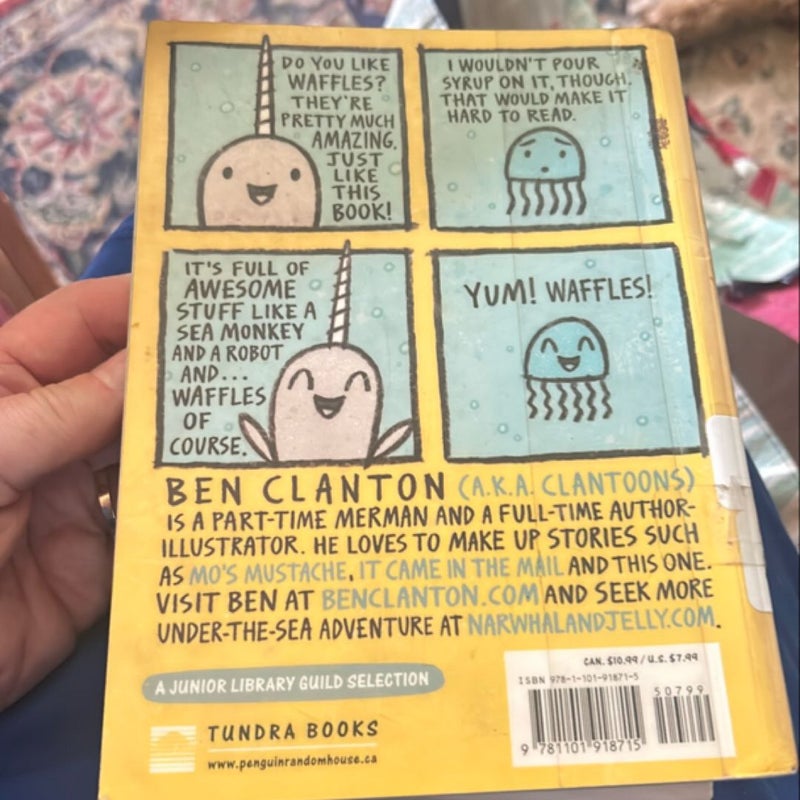 DO YOU LIKE
WAFFLES?
THEY'RE
PRETTY MUCH
AMAZING.
JUST
LIKE
THIS
BOOK!
I WOULDN'T POUR
SYRUP ON IT, THOUGH.
THAT WOULD MAKE IT
HARD TO READ.
IT'S FULL OF
AWESOME
STUFF LIKE A
SEA MONKEY
AND A ROBOT
AND...
WAFFLES
OF
COURSE.
YUM! WAFFLES!
BEN CLANTON (A.K.A. CLANTOONS)
IS A PART-TIME MERMAN AND A FULL-TIME AUTHOR-
ILLUSTRATOR. HE LOVES TO MAKE UP STORIES SUCH
AS MO'S MUSTACHE, IT CAME IN THE MAIL AND THIS ONE.
VISIT BEN AT BENCLANTON.COM AND SEEK MORE
UNDER-THE-SEA ADVENTURE AT NARWHALANDJELLY.COM.
A JUNIOR LIBRARY GUILD SELECTION
TUNDRA BOOKS
www.penguinrandomhouse.ca
CAN. $10.99 / U.S. $7.99
ISBN 978-1-101-91871-5
50799
9 781101 918715